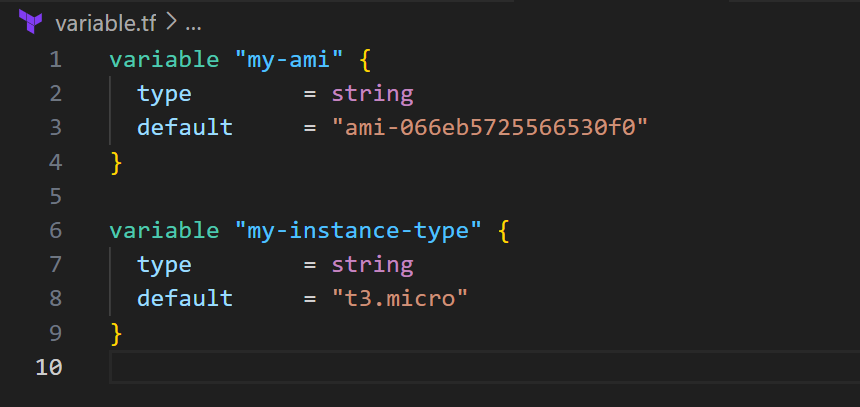 variable.tf > ...
1 variable "my-ami" {
2   type        = string
3   default     = "ami-066eb5725566530f0"
4 }
5
6 variable "my-instance-type" {
7   type        = string
8   default     = "t3.micro"
9 }
10